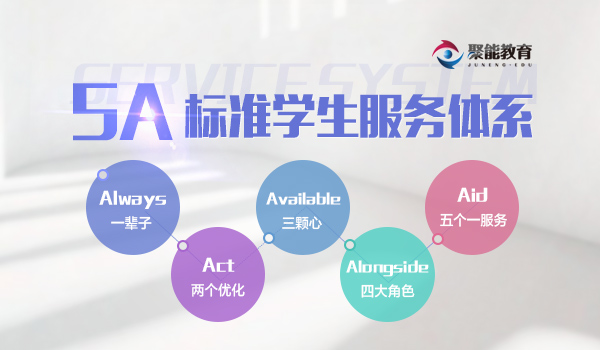 聚能教育
JUNENG·EDU
SERVICE SYSTEM
5A 标准学生服务体系
Always
一辈子
Act
两个优化
Available
三颗心
Alongside
四大角色
Aid
五个一服务